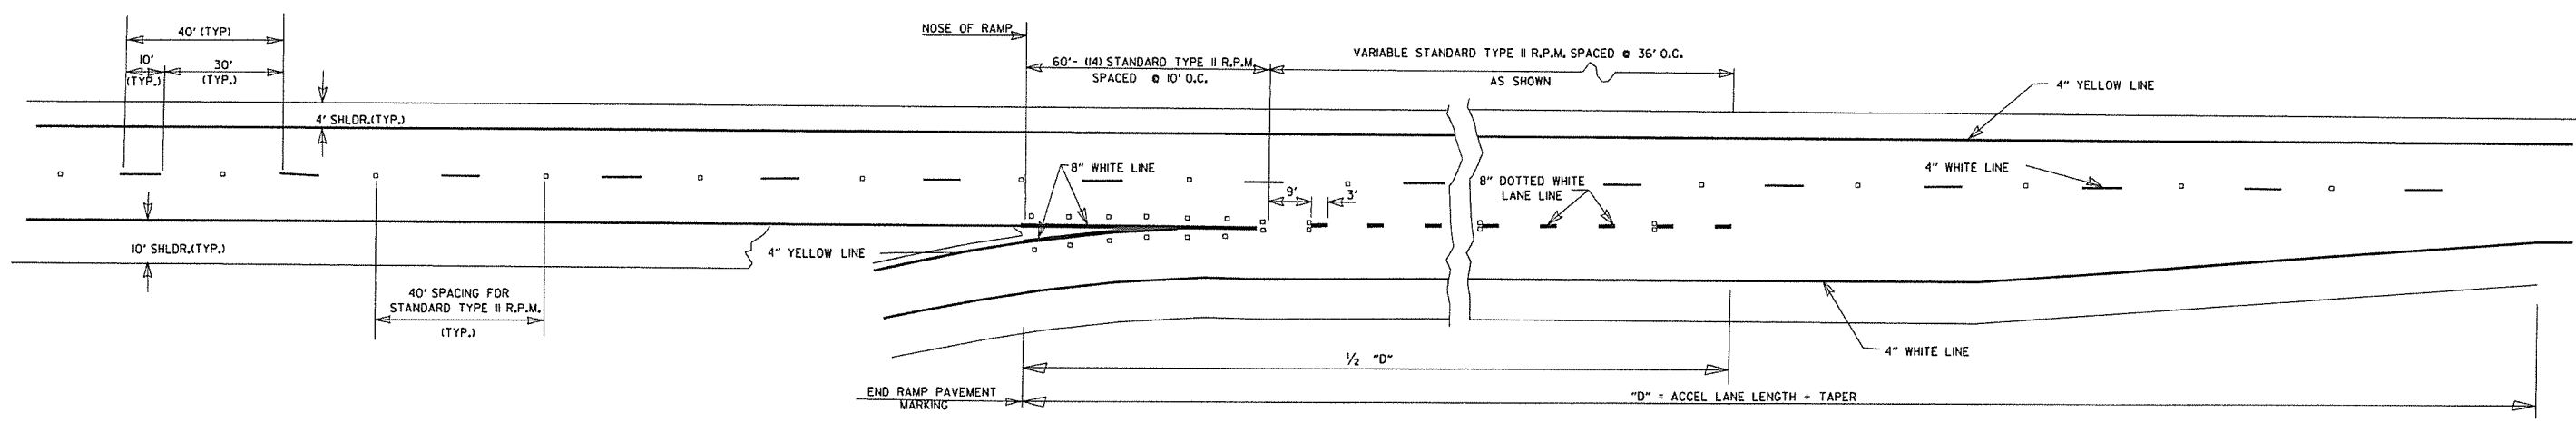 40' (TYP)
10'
(TYP.)
30'
(TYP.)
4' SHLDR.(TYP.)
10' SHLDR.(TYP.)
40' SPACING FOR
STANDARD TYPE II R.P.M.
(TYP.)
NOSE OF RAMP
60'- (14) STANDARD TYPE II R.P.M.
SPACED @ 10' O.C.
VARIABLE STANDARD TYPE II R.P.M. SPACED @ 36' O.C.
AS SHOWN
4" YELLOW LINE
8" WHITE LINE
4" YELLOW LINE
9'
3'
8" DOTTED WHITE
LANE LINE
4" WHITE LINE
4" WHITE LINE
1/2 "D"
END RAMP PAVEMENT
MARKING
"D" = ACCEL LANE LENGTH + TAPER